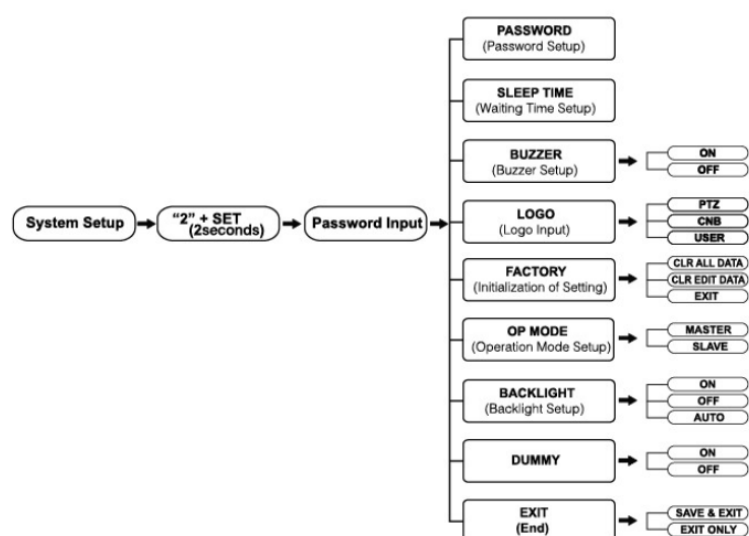 PASSWORD
(Password Setup)
SLEEP TIME
(Waiting Time Setup)
BUZZER
(Buzzer Setup)
ON
OFF
System Setup
"2" + SET
(2seconds)
Password Input
LOGO
(Logo Input)
PTZ
CNB
USER
FACTORY
(Initialization of Setting)
CLR ALL DATA
CLR EDIT DATA
EXIT
OP MODE
(Operation Mode Setup)
MASTER
SLAVE
BACKLIGHT
(Backlight Setup)
ON
OFF
AUTO
DUMMY
ON
OFF
EXIT
(End)
SAVE & EXIT
EXIT ONLY